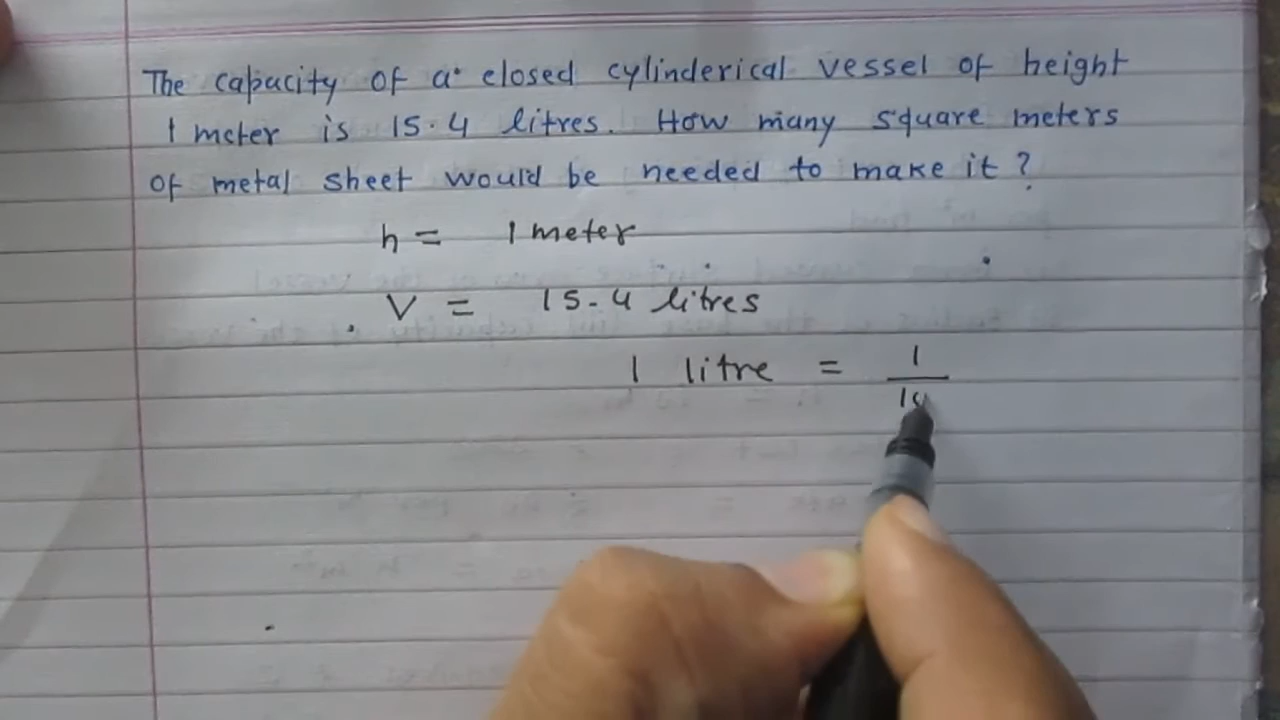 The capacity of a closed cylinderical vessel of height
1 meter is 15.4 litres. How many square meters
of metal sheet would be needed to make it?
h = 1 meter
V = 15.4 litres
1 litre = 1/10